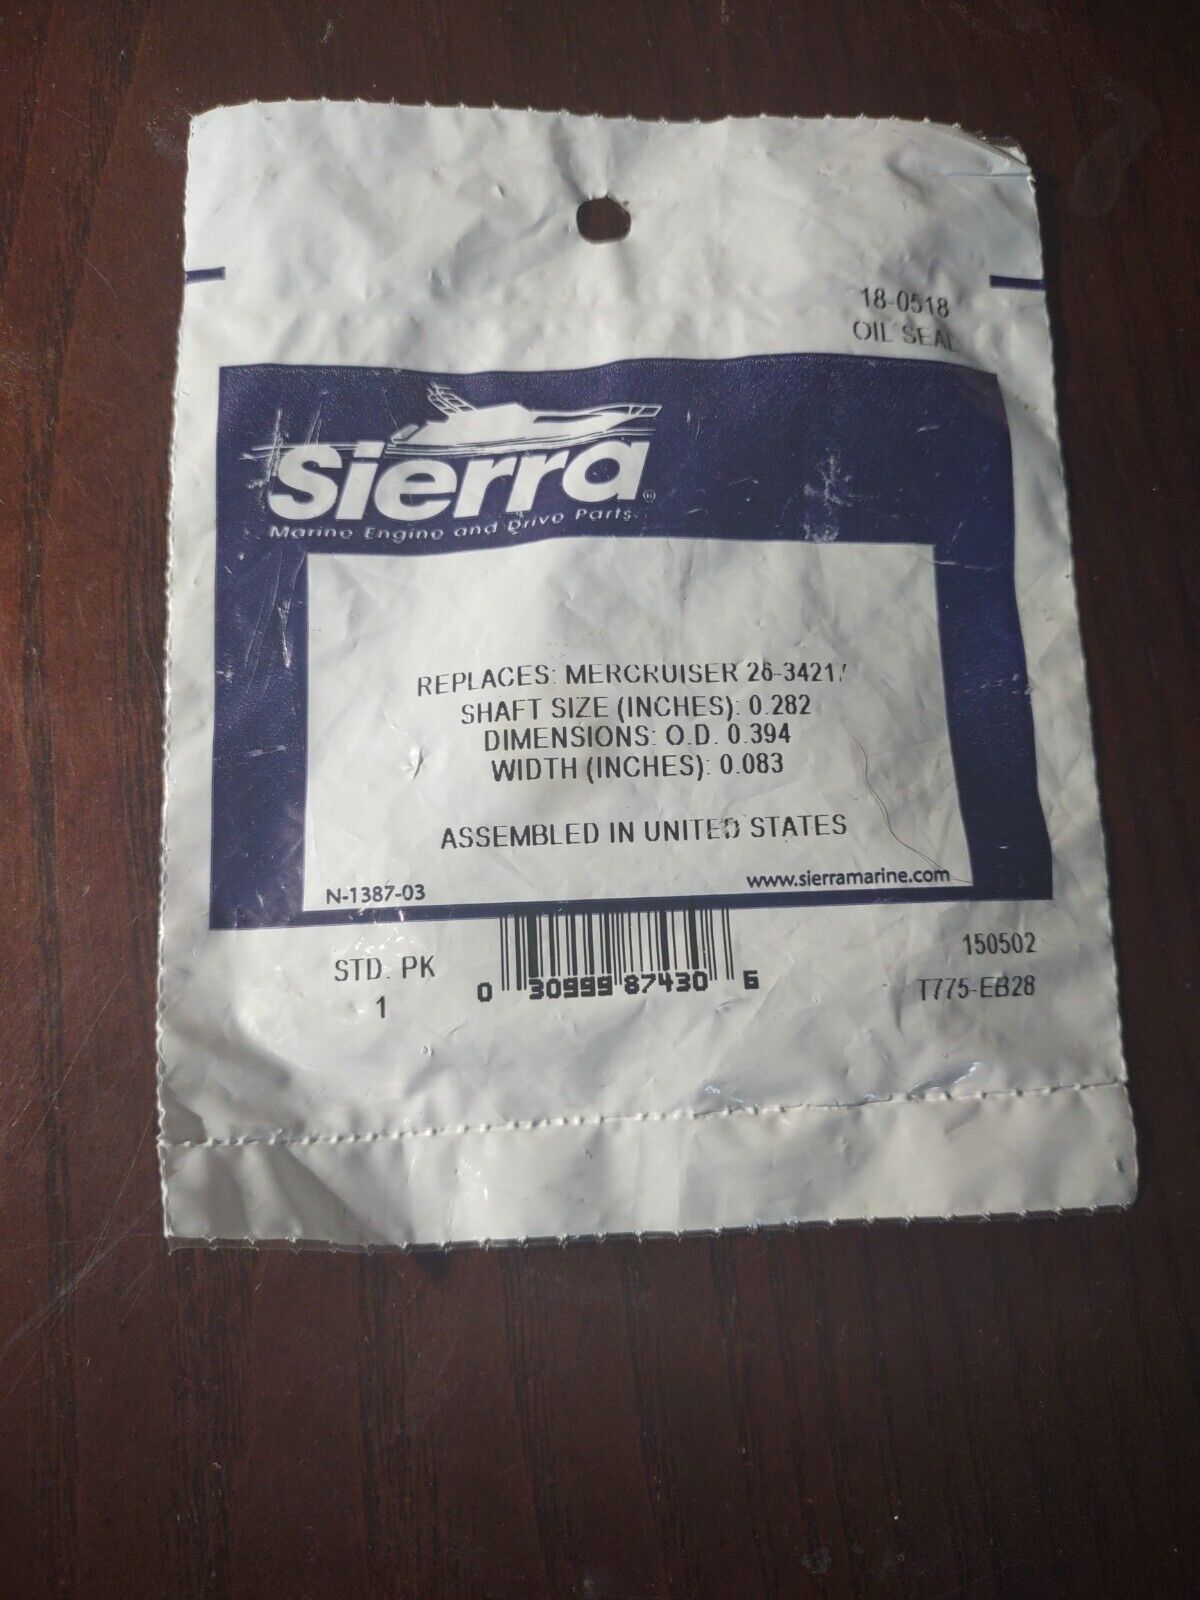 18-0518
OIL SEAL
Sierra®
Marine Engine and Drive Parts
REPLACES: MERCRUISER 26-34217
SHAFT SIZE (INCHES): 0.282
DIMENSIONS: O.D. 0.394
WIDTH (INCHES): 0.083
ASSEMBLED IN UNITED STATES
N-1387-03
www.sierramarine.com
STD. PK
1
0 30999 87430 6
150502
T775-EB28